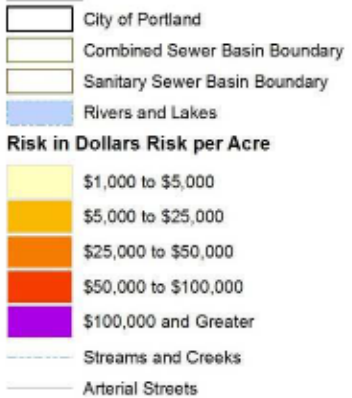 City of Portland
Combined Sewer Basin Boundary
Sanitary Sewer Basin Boundary
Rivers and Lakes
Risk in Dollars Risk per Acre
$1,000 to $5,000
$5,000 to $25,000
$25,000 to $50,000
$50,000 to $100,000
$100,000 and Greater
Streams and Creeks
Arterial Streets